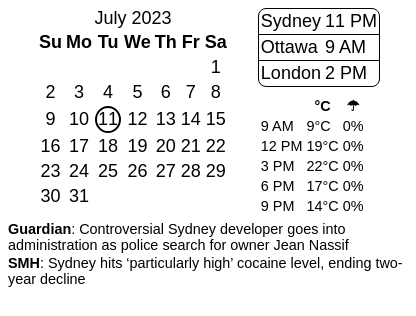 July 2023
Su Mo Tu We Th Fr Sa
1
2 3 4 5 6 7 8
9 10 11 12 13 14 15
16 17 18 19 20 21 22
23 24 25 26 27 28 29
30 31
Sydney 11 PM
Ottawa 9 AM
London 2 PM
°C ☂
9 AM 9°C 0%
12 PM 19°C 0%
3 PM 22°C 0%
6 PM 17°C 0%
9 PM 14°C 0%
Guardian: Controversial Sydney developer goes into
administration as police search for owner Jean Nassif
SMH: Sydney hits ‘particularly high’ cocaine level, ending two-
year decline